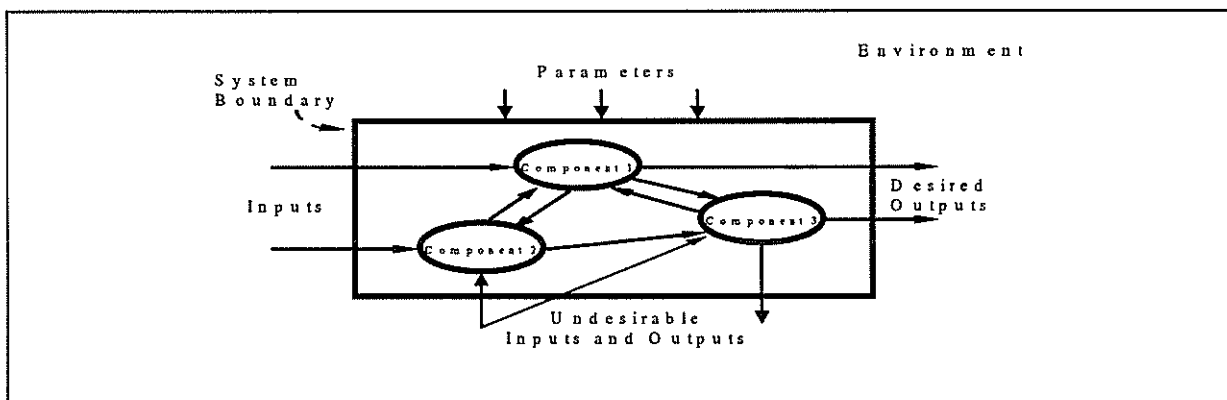 Environment
Parameters
System
Boundary
Component 1
Inputs
Desired
Outputs
Component 3
Component 2
Undesirable
Inputs and Outputs